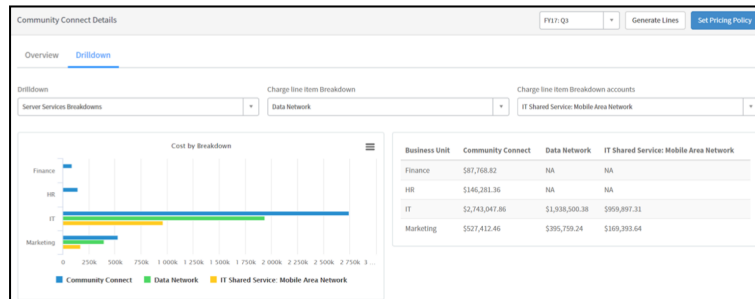 Community Connect Details
FY17: Q3
Generate Lines
Set Pricing Policy
Overview
Drilldown
Drilldown
Charge line item Breakdown
Charge line item Breakdown accounts
Server Services Breakdowns
Data Network
IT Shared Service: Mobile Area Network
Cost by Breakdown
Finance
HR
IT
Marketing
0 250k 500k 750k 1 000k 1 250k 1 500k 1 750k 2 000k 2 250k 2 500k 2 750k 3 ...
Community Connect Data Network IT Shared Service: Mobile Area Network
Business Unit Community Connect Data Network IT Shared Service: Mobile Area Network
Finance $87,768.82 NA NA
HR $146,281.36 NA NA
IT $2,743,047.86 $1,938,500.38 $959,897.31
Marketing $527,412.46 $395,759.24 $169,393.64